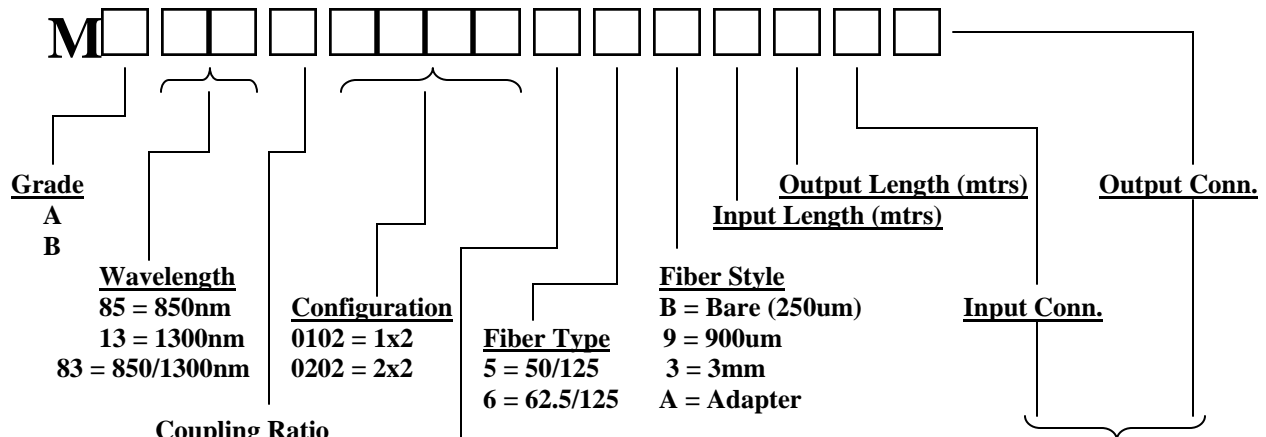 M
Grade
A
B
Output Length (mtrs)
Output Conn.
Input Length (mtrs)
Wavelength
85 = 850nm
13 = 1300nm
83 = 850/1300nm
Configuration
0102 = 1x2
0202 = 2x2
Fiber Type
5 = 50/125
6 = 62.5/125
Fiber Style
B = Bare (250um)
9 = 900um
3 = 3mm
A = Adapter
Input Conn.
Coupling Ratio